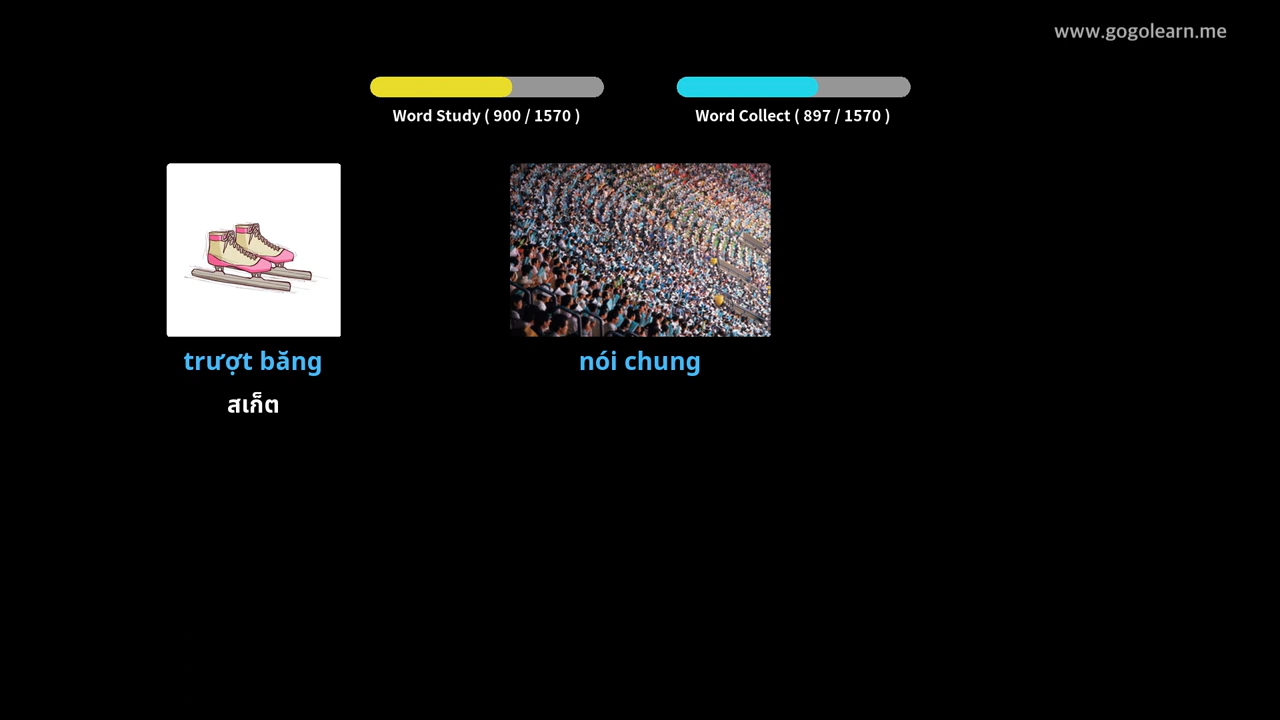 www.gogolearn.me
Word Study ( 900 / 1570 )
Word Collect ( 897 / 1570 )
trượt băng
สเก็ต
nói chung